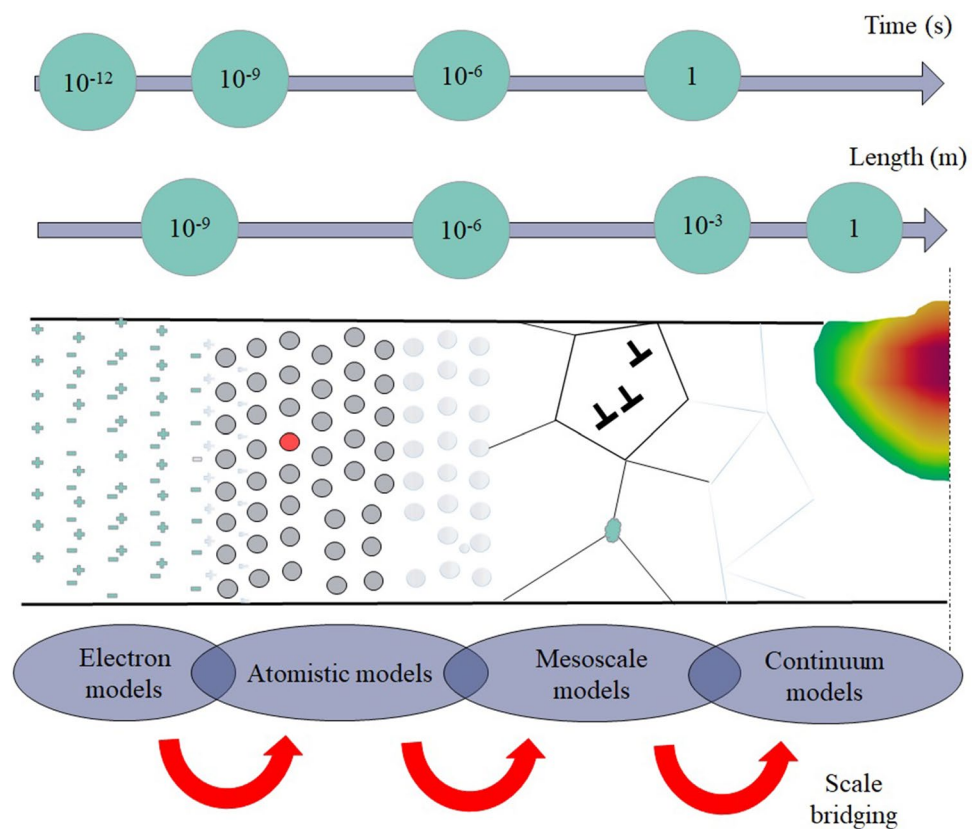 Time (s)
10⁻¹² 10⁻⁹ 10⁻⁶ 1
Length (m)
10⁻⁹ 10⁻⁶ 10⁻³ 1
Electron
models
Atomistic models
Mesoscale
models
Continuum
models
Scale
bridging